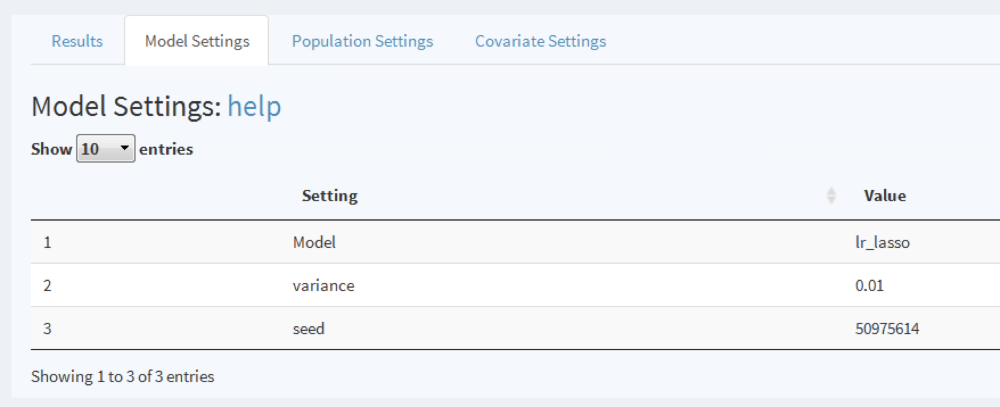 Results Model Settings Population Settings Covariate Settings
Model Settings: help
Show 10 entries
Setting Value
1 Model lr_lasso
2 variance 0.01
3 seed 50975614
Showing 1 to 3 of 3 entries